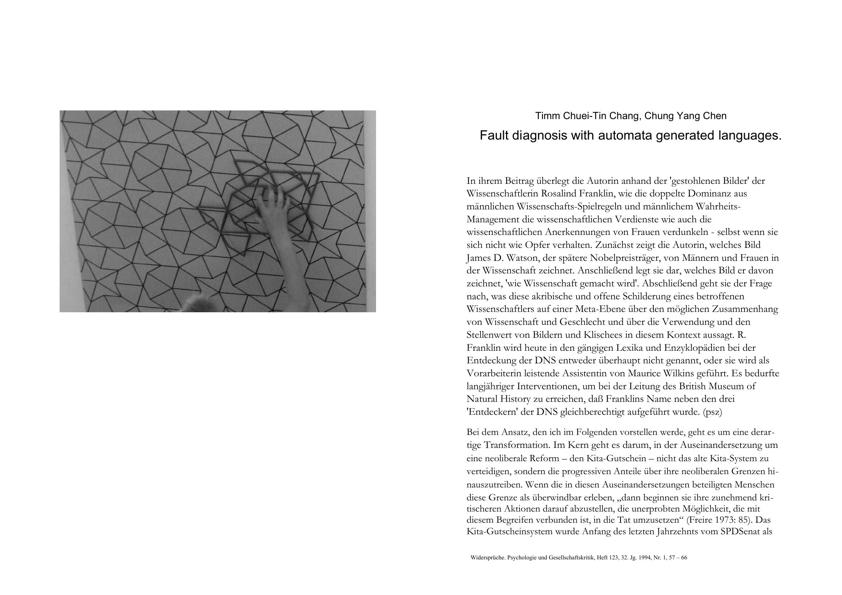 Timm Chuei-Tin Chang, Chung Yang Chen
Fault diagnosis with automata generated languages.
In ihrem Beitrag überlegt die Autorin anhand der 'gestohlenen Bilder' der
Wissenschaftlerin Rosalind Franklin, wie die doppelte Dominanz aus
männlichen Wissenschafts-Spielregeln und männlichem Wahrheits-
Management die wissenschaftlichen Verdienste wie auch die
wissenschaftlichen Anerkennungen von Frauen verdunkeln - selbst wenn sie
sich nicht wie Opfer verhalten. Zunächst zeigt die Autorin, welches Bild
James D. Watson, der spätere Nobelpreisträger, von Männern und Frauen in
der Wissenschaft zeichnet. Anschließend legt sie dar, welches Bild er davon
zeichnet, 'wie Wissenschaft gemacht wird'. Abschließend geht sie der Frage
nach, was diese akribische und offene Schilderung eines betroffenen
Wissenschaftlers auf einer Meta-Ebene über den möglichen Zusammenhang
von Wissenschaft und Geschlecht und über die Verwendung und den
Stellenwert von Bildern und Klischees in diesem Kontext aussagt. R.
Franklin wird heute in den gängigen Lexika und Enzyklopädien bei der
Entdeckung der DNS entweder überhaupt nicht genannt, oder sie wird als
Vorarbeiterin leistende Assistentin von Maurice Wilkins geführt. Es bedurfte
langjähriger Interventionen, um bei der Leitung des British Museum of
Natural History zu erreichen, daß Franklins Name neben den drei
'Entdeckern' der DNS gleichberechtigt aufgeführt wurde. (psz)
Bei dem Ansatz, den ich im Folgenden vorstellen werde, geht es um eine derar-
tige Transformation. Im Kern geht es darum, in der Auseinandersetzung um
eine neoliberale Reform – den Kita-Gutschein – nicht das alte Kita-System zu
verteidigen, sondern die progressiven Anteile über ihre neoliberalen Grenzen hi-
nauszutreiben. Wenn die in diesen Auseinandersetzungen beteiligten Menschen
diese Grenze als überwindbar erleben, „dann beginnen sie ihre zunehmend kri-
tischeren Aktionen darauf abzustellen, die unerprobten Möglichkeit, die mit
diesem Begreifen verbunden ist, in die Tat umzusetzen“ (Freire 1973: 85). Das
Kita-Gutscheinsystem wurde Anfang des letzten Jahrzehnts vom SPDSenat als
Widersprüche. Psychologie und Gesellschaftskritik, Heft 123, 32. Jg. 1994, Nr. 1, 57 – 66